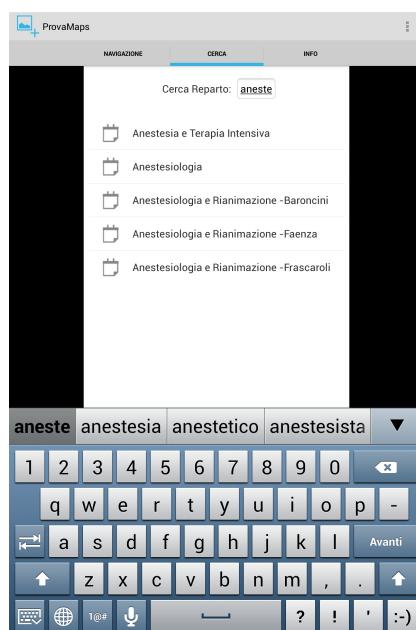 ProvaMaps
NAVIGAZIONE CERCA INFO
Cerca Reparto: aneste
Anestesia e Terapia Intensiva
Anestesiologia
Anestesiologia e Rianimazione -Baroncini
Anestesiologia e Rianimazione -Faenza
Anestesiologia e Rianimazione -Frascaroli
aneste anestesia anestetico anestesista
1 2 3 4 5 6 7 8 9 0
q w e r t y u i o p -
a s d f g h j k l Avanti
z x c v b n m , .
1@# ? ! ' :-)